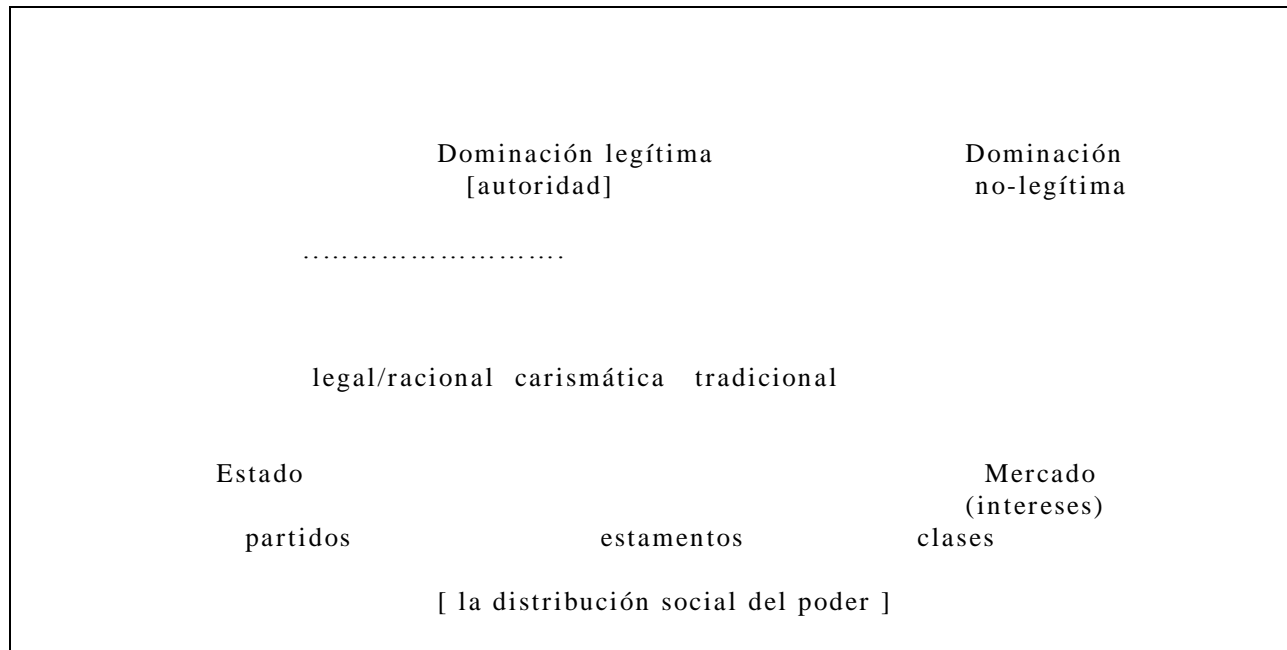 Dominación legítima Dominación
[autoridad] no-legítima
……………………….
legal/racional carismática tradicional
Estado Mercado
(intereses)
partidos estamentos clases
[ la distribución social del poder ]